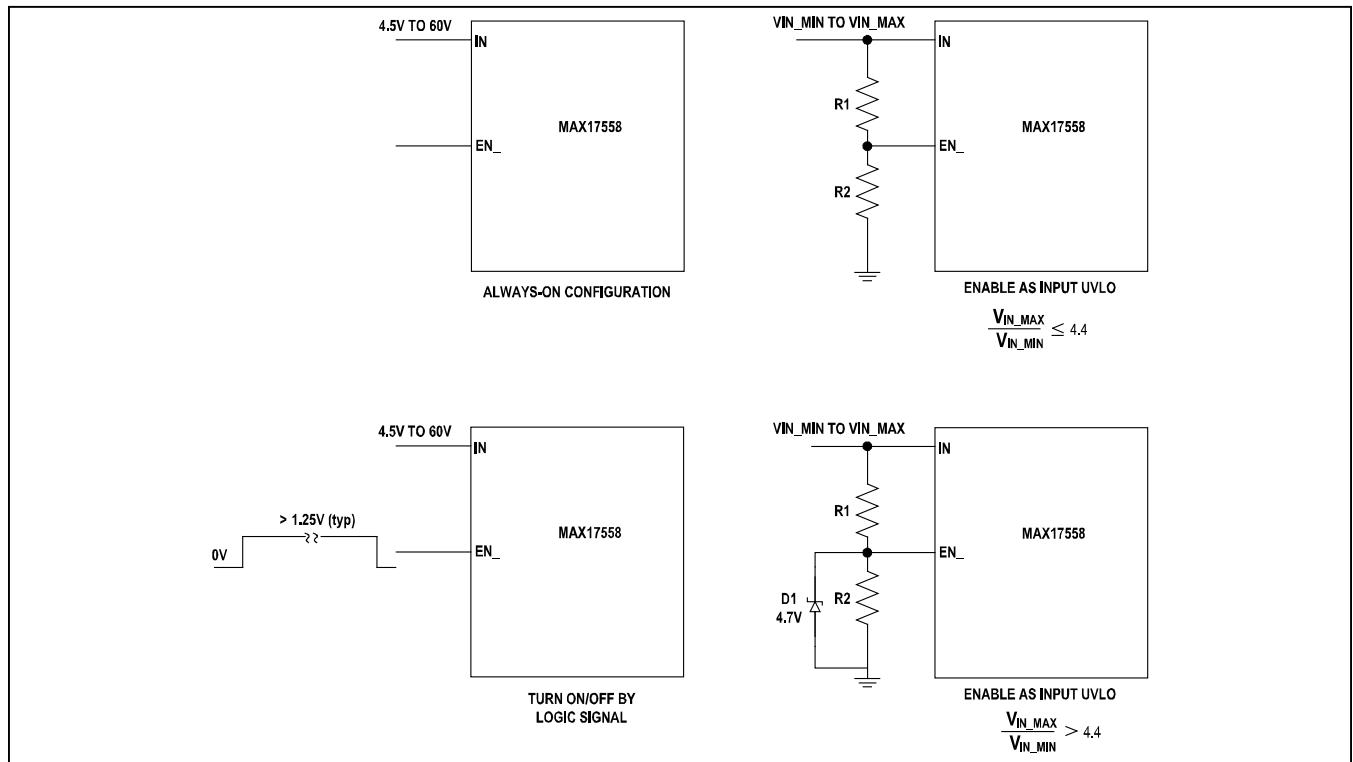 4.5V TO 60V
IN
MAX17558
EN_
ALWAYS-ON CONFIGURATION
VIN_MIN TO VIN_MAX
IN
R1
MAX17558
EN_
R2
ENABLE AS INPUT UVLO
VIN_MAX
VIN_MIN
≤ 4.4
4.5V TO 60V
IN
> 1.25V (typ)
MAX17558
0V
EN_
TURN ON/OFF BY
LOGIC SIGNAL
VIN_MIN TO VIN_MAX
IN
R1
MAX17558
EN_
D1
4.7V
R2
ENABLE AS INPUT UVLO
VIN_MAX
VIN_MIN
> 4.4